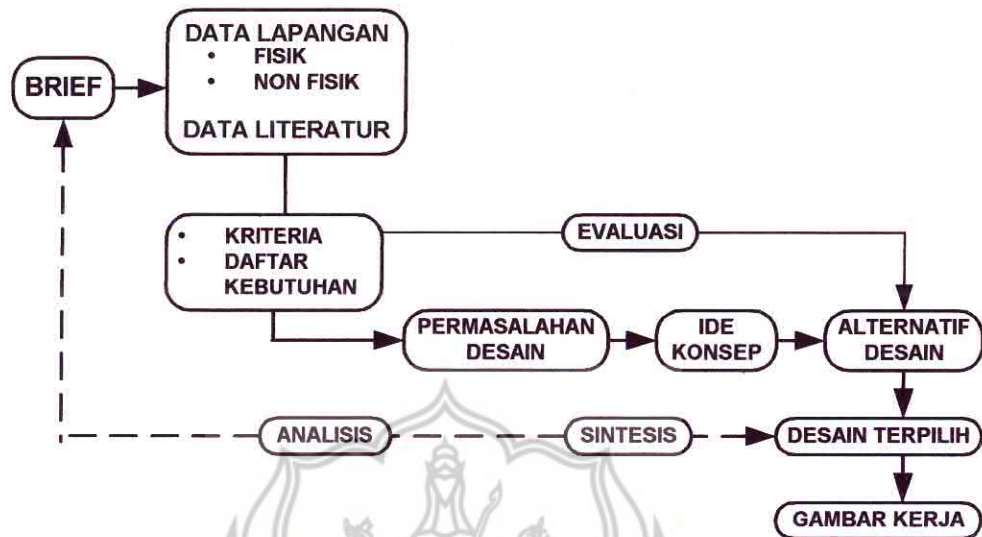 BRIEF
DATA LAPANGAN
• FISIK
• NON FISIK
DATA LITERATUR
• KRITERIA
• DAFTAR
KEBUTUHAN
EVALUASI
PERMASALAHAN
DESAIN
IDE
KONSEP
ALTERNATIF
DESAIN
ANALISIS
SINTESIS
DESAIN TERPILIH
GAMBAR KERJA